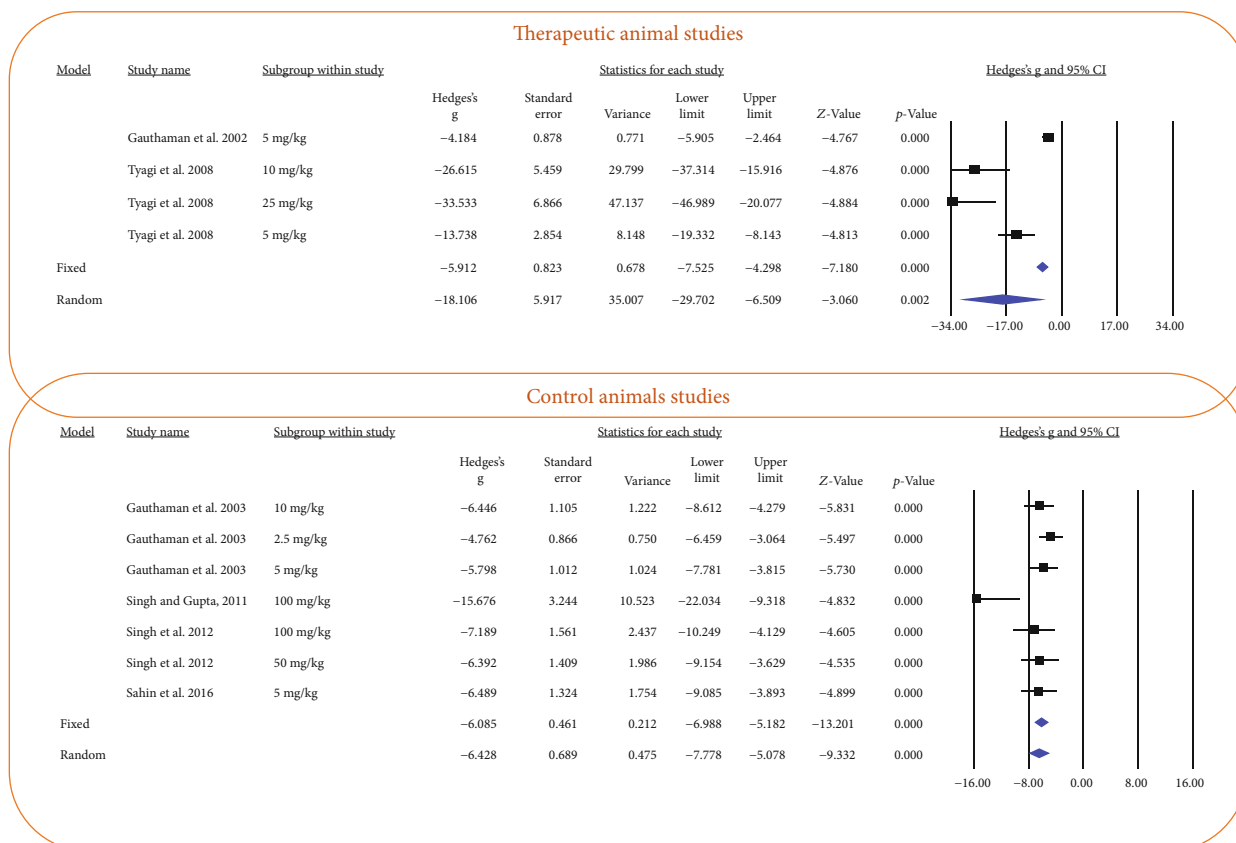 Therapeutic animal studies
Model Study name Subgroup within study Statistics for each study Hedges's g and 95% CI
Hedges's g Standard error Variance Lower limit Upper limit Z-Value p-Value
Gauthaman et al. 2002 5 mg/kg −4.184 0.878 0.771 −5.905 −2.464 −4.767 0.000
Tyagi et al. 2008 10 mg/kg −26.615 5.459 29.799 −37.314 −15.916 −4.876 0.000
Tyagi et al. 2008 25 mg/kg −33.533 6.866 47.137 −46.989 −20.077 −4.884 0.000
Tyagi et al. 2008 5 mg/kg −13.738 2.854 8.148 −19.332 −8.143 −4.813 0.000
Fixed −5.912 0.823 0.678 −7.525 −4.298 −7.180 0.000
Random −18.106 5.917 35.007 −29.702 −6.509 −3.060 0.002
−34.00 −17.00 0.00 17.00 34.00
Control animals studies
Model Study name Subgroup within study Statistics for each study Hedges's g and 95% CI
Hedges's g Standard error Variance Lower limit Upper limit Z-Value p-Value
Gauthaman et al. 2003 10 mg/kg −6.446 1.105 1.222 −8.612 −4.279 −5.831 0.000
Gauthaman et al. 2003 2.5 mg/kg −4.762 0.866 0.750 −6.459 −3.064 −5.497 0.000
Gauthaman et al. 2003 5 mg/kg −5.798 1.012 1.024 −7.781 −3.815 −5.730 0.000
Singh and Gupta, 2011 100 mg/kg −15.676 3.244 10.523 −22.034 −9.318 −4.832 0.000
Singh et al. 2012 100 mg/kg −7.189 1.561 2.437 −10.249 −4.129 −4.605 0.000
Singh et al. 2012 50 mg/kg −6.392 1.409 1.986 −9.154 −3.629 −4.535 0.000
Sahin et al. 2016 5 mg/kg −6.489 1.324 1.754 −9.085 −3.893 −4.899 0.000
Fixed −6.085 0.461 0.212 −6.988 −5.182 −13.201 0.000
Random −6.428 0.689 0.475 −7.778 −5.078 −9.332 0.000
−16.00 −8.00 0.00 8.00 16.00